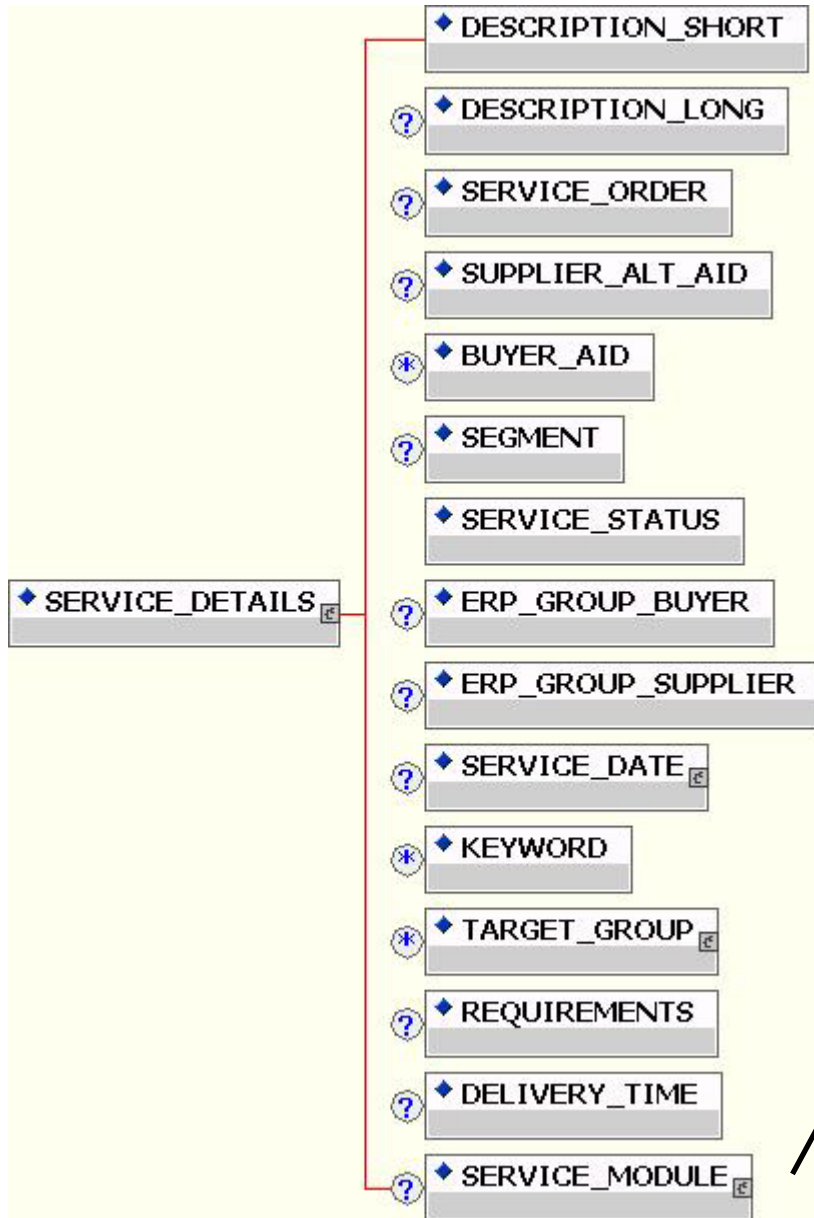 DESCRIPTION_SHORT
? DESCRIPTION_LONG
? SERVICE_ORDER
? SUPPLIER_ALT_AID
* BUYER_AID
? SEGMENT
SERVICE_STATUS
SERVICE_DETAILS
? ERP_GROUP_BUYER
? ERP_GROUP_SUPPLIER
? SERVICE_DATE
* KEYWORD
* TARGET_GROUP
? REQUIREMENTS
? DELIVERY_TIME
? SERVICE_MODULE